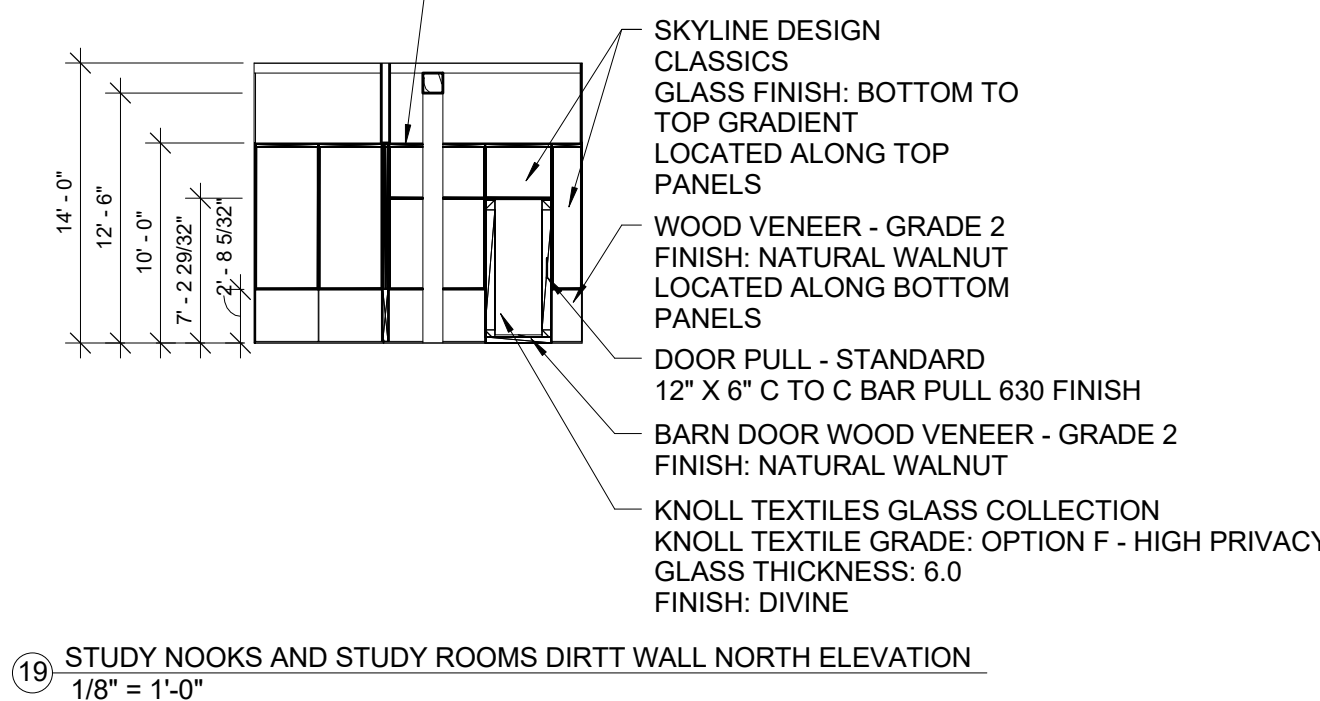 14' - 0"
12' - 6"
10' - 0"
7' - 2 29/32"
2' - 8 5/32"
SKYLINE DESIGN
CLASSICS
GLASS FINISH: BOTTOM TO
TOP GRADIENT
LOCATED ALONG TOP
PANELS
WOOD VENEER - GRADE 2
FINISH: NATURAL WALNUT
LOCATED ALONG BOTTOM
PANELS
DOOR PULL - STANDARD
12" X 6" C TO C BAR PULL 630 FINISH
BARN DOOR WOOD VENEER - GRADE 2
FINISH: NATURAL WALNUT
KNOLL TEXTILES GLASS COLLECTION
KNOLL TEXTILE GRADE: OPTION F - HIGH PRIVACY
GLASS THICKNESS: 6.0
FINISH: DIVINE
19 STUDY NOOKS AND STUDY ROOMS DIRTT WALL NORTH ELEVATION
1/8" = 1'-0"